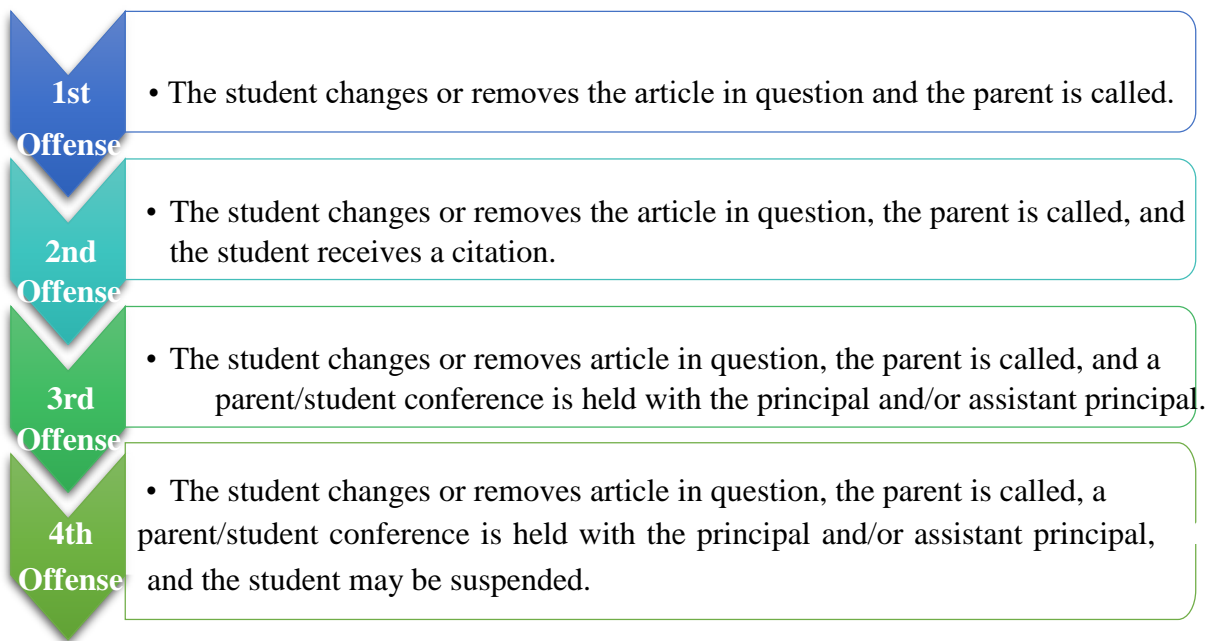 1st
Offense
• The student changes or removes the article in question and the parent is called.
2nd
Offense
• The student changes or removes the article in question, the parent is called, and
the student receives a citation.
3rd
Offense
• The student changes or removes article in question, the parent is called, and a
parent/student conference is held with the principal and/or assistant principal.
4th
Offense
• The student changes or removes article in question, the parent is called, a
parent/student conference is held with the principal and/or assistant principal,
and the student may be suspended.